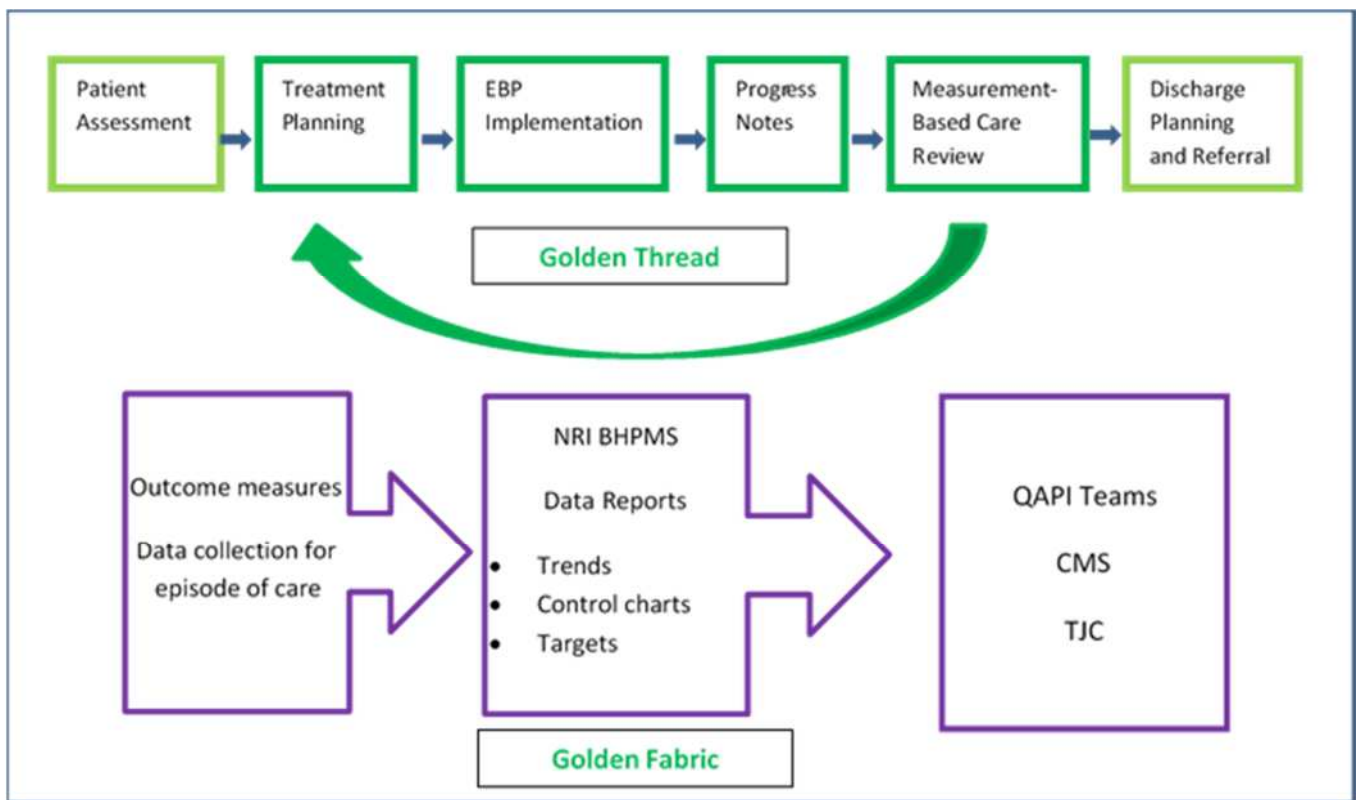 Patient
Assessment
Treatment
Planning
EBP
Implementation
Progress
Notes
Measurement-
Based Care
Review
Discharge
Planning
and Referral
Golden Thread
Outcome measures
Data collection for
episode of care
NRI BHPMS
Data Reports
• Trends
• Control charts
• Targets
QAPI Teams
CMS
TJC
Golden Fabric